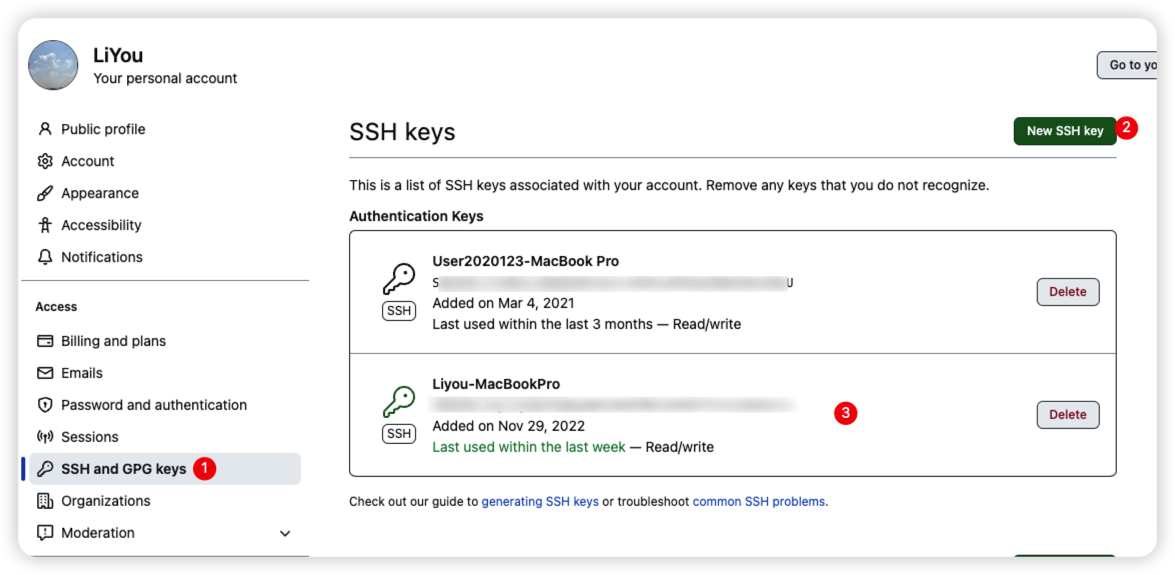 LiYou
Your personal account
Go to yo
Public profile
Account
Appearance
Accessibility
Notifications
Access
Billing and plans
Emails
Password and authentication
Sessions
SSH and GPG keys 1
Organizations
Moderation
SSH keys
New SSH key 2
This is a list of SSH keys associated with your account. Remove any keys that you do not recognize.
Authentication Keys
User2020123-MacBook Pro
SSH
Added on Mar 4, 2021
Last used within the last 3 months — Read/write
Delete
Liyou-MacBookPro
SSH
3
Added on Nov 29, 2022
Last used within the last week — Read/write
Delete
Check out our guide to generating SSH keys or troubleshoot common SSH problems.